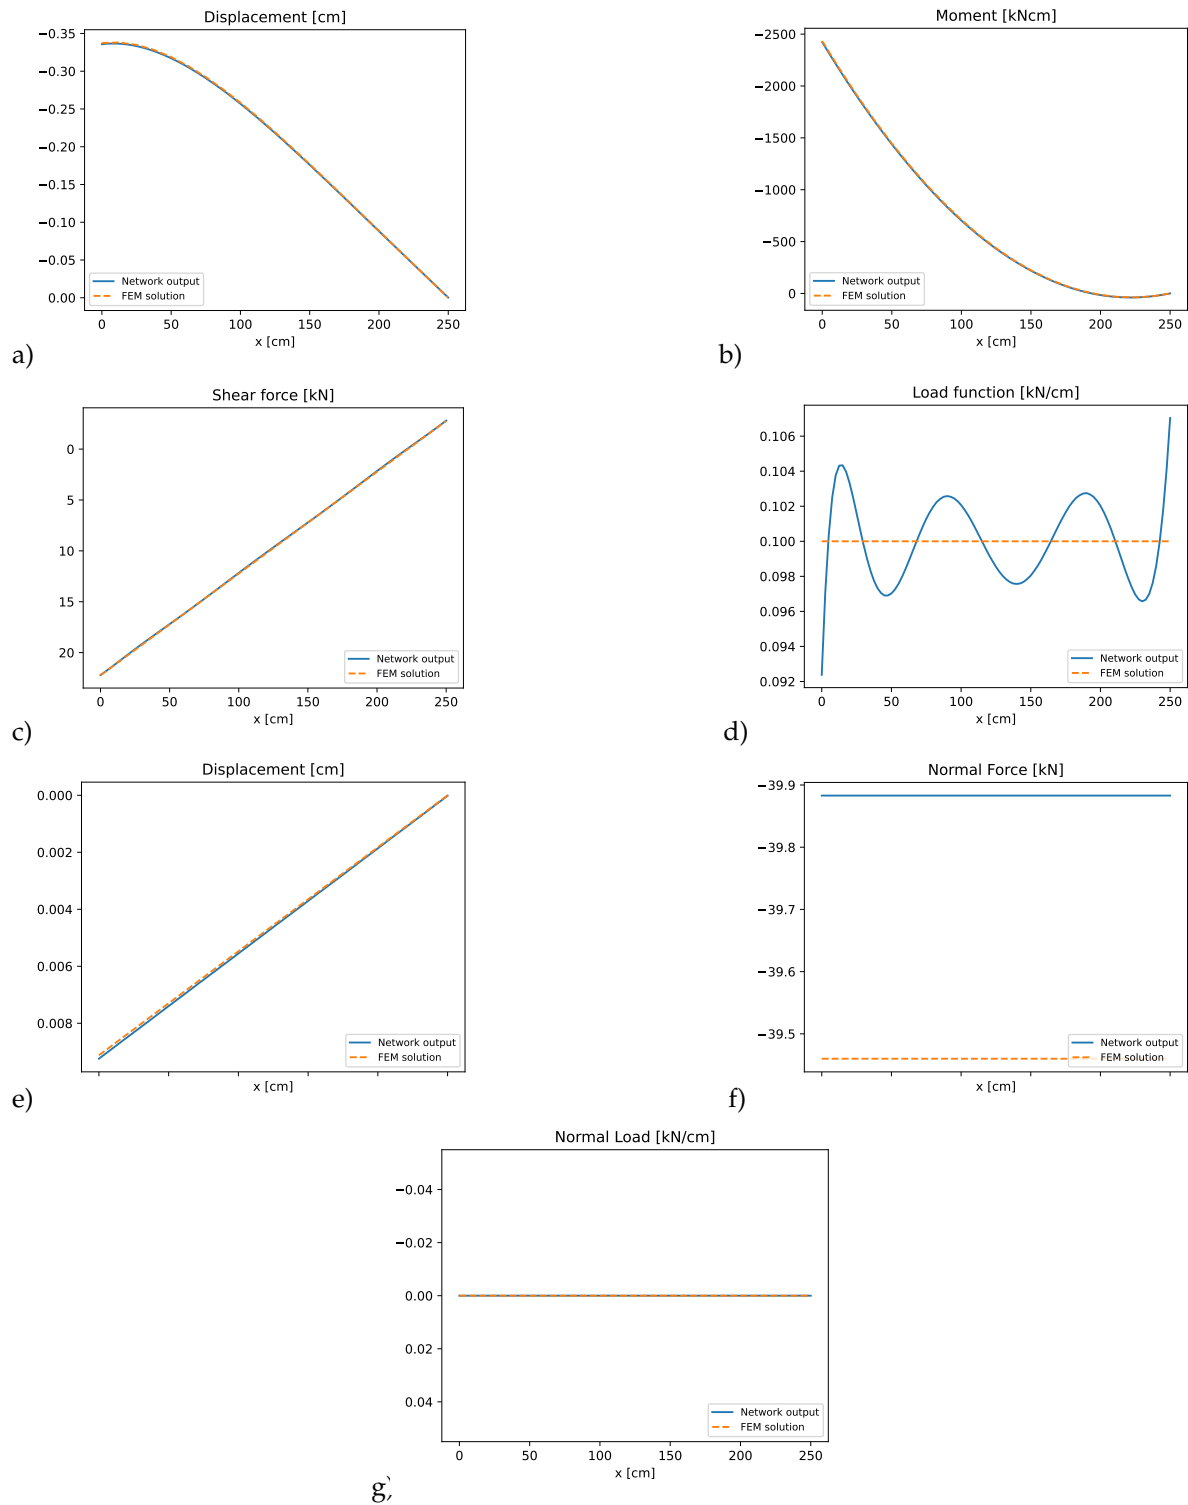 Displacement [cm]
−0.35
−0.30
−0.25
−0.20
−0.15
−0.10
−0.05
0.00
Network output
FEM solution
0 50 100 150 200 250
x [cm]
a)
Moment [kNcm]
−2500
−2000
−1500
−1000
−500
0
Network output
FEM solution
0 50 100 150 200 250
x [cm]
b)
Shear force [kN]
0
5
10
15
20
Network output
FEM solution
0 50 100 150 200 250
x [cm]
c)
Load function [kN/cm]
0.106
0.104
0.102
0.100
0.098
0.096
0.094
0.092
Network output
FEM solution
0 50 100 150 200 250
x [cm]
d)
Displacement [cm]
0.000
0.002
0.004
0.006
0.008
Network output
FEM solution
x [cm]
e)
Normal Force [kN]
−39.9
−39.8
−39.7
−39.6
−39.5
Network output
FEM solution
x [cm]
f)
Normal Load [kN/cm]
−0.04
−0.02
0.00
0.02
0.04
Network output
FEM solution
0 50 100 150 200 250
x [cm]
g)